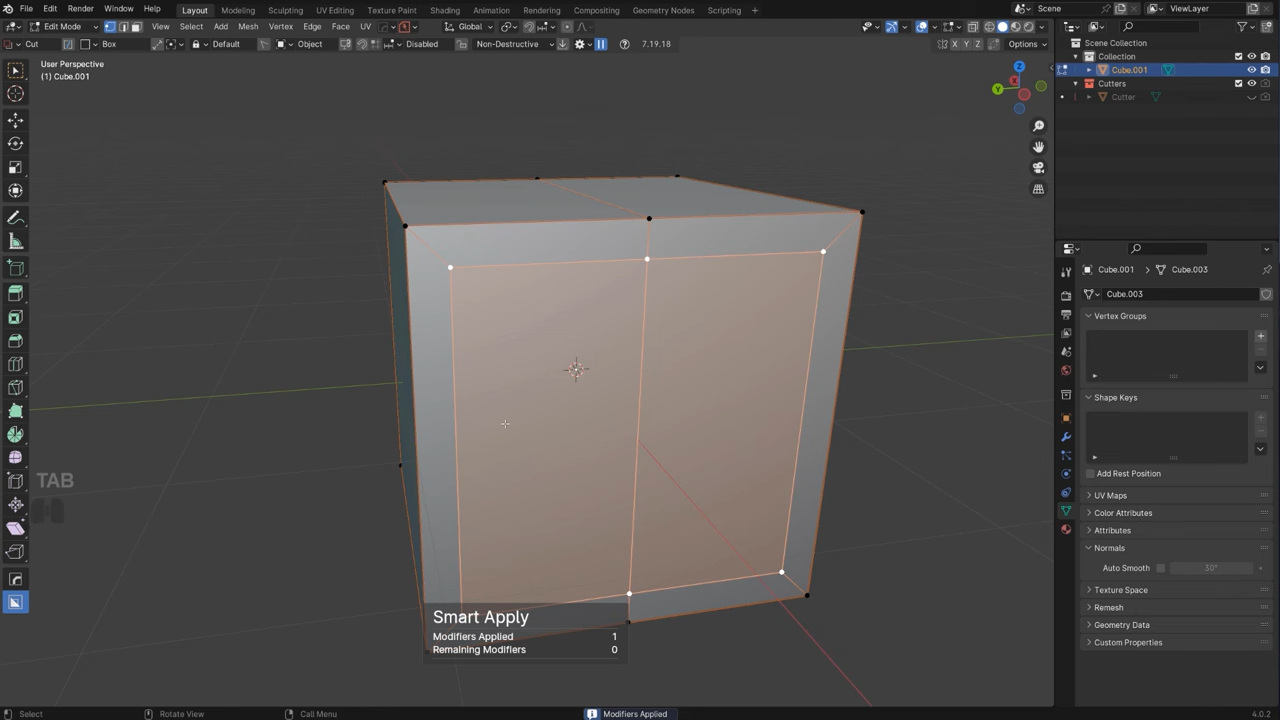 File Edit Render Window Help Layout Modeling Sculpting UV Editing Texture Paint Shading Animation Rendering Compositing Geometry Nodes Scripting Scene ViewLayer
Edit Mode View Select Add Mesh Vertex Edge Face UV Global
Cut Box Default Object Disabled Non-Destructive 7.19.18 X Y Z Options
User Perspective
(1) Cube.001
Z
Y
X
TAB
Smart Apply
Modifiers Applied 1
Remaining Modifiers 0
Scene Collection
Collection
Cube.001
Cutters
Cutter
Cube.001 Cube.003
Cube.003
Vertex Groups
Shape Keys
Add Rest Position
UV Maps
Color Attributes
Attributes
Normals
Auto Smooth 30°
Texture Space
Remesh
Geometry Data
Custom Properties
Select Rotate View Call Menu Modifiers Applied 4.0.2